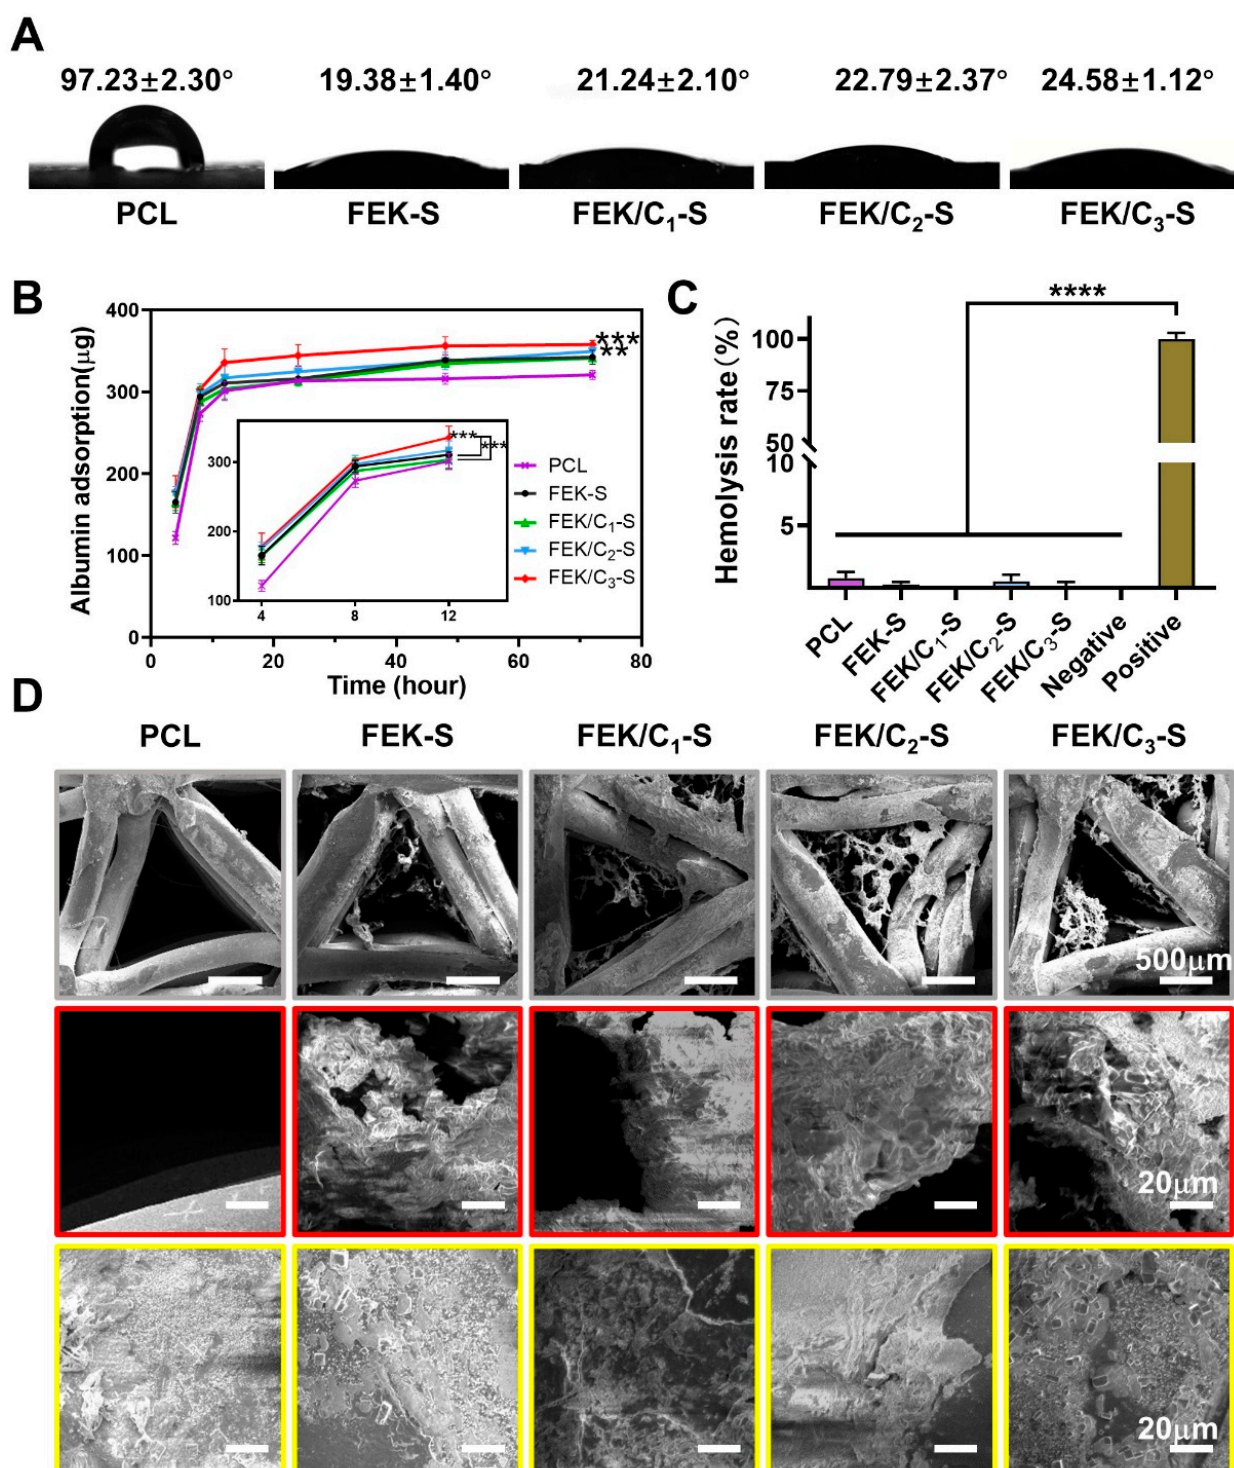 A
97.23±2.30° 19.38±1.40° 21.24±2.10° 22.79±2.37° 24.58±1.12°
PCL FEK-S FEK/C₁-S FEK/C₂-S FEK/C₃-S
B
Albumin adsorption(μg)
400
300
200
100
0
0 20 40 60 80
Time (hour)
***
**
300
200
100
4 8 12
***
***
PCL
FEK-S
FEK/C₁-S
FEK/C₂-S
FEK/C₃-S
C
Hemolysis rate (%)
100
75
50
10
5
****
PCL
FEK-S
FEK/C₁-S
FEK/C₂-S
FEK/C₃-S
Negative
Positive
D
PCL FEK-S FEK/C₁-S FEK/C₂-S FEK/C₃-S
500μm
20μm
20μm